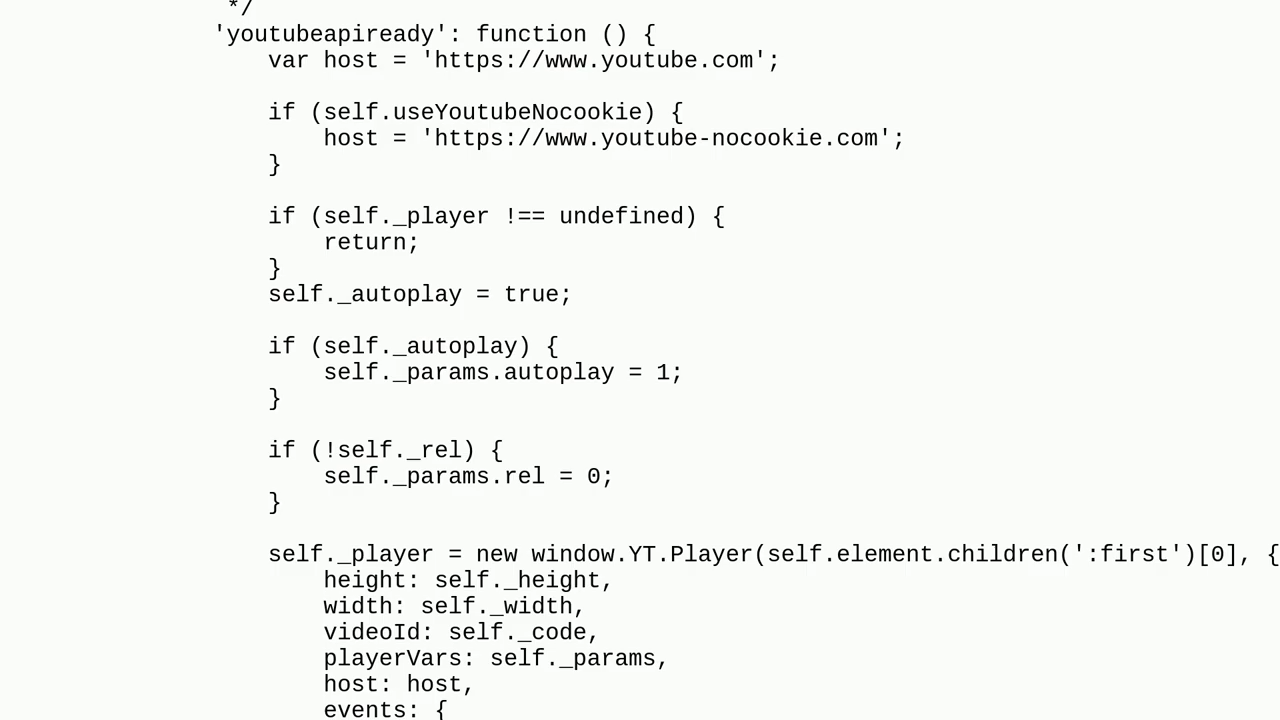 */
'youtubeapiready': function () {
var host = 'https://www.youtube.com';
if (self.useYoutubeNocookie) {
host = 'https://www.youtube-nocookie.com';
}
if (self._player !== undefined) {
return;
}
self._autoplay = true;
if (self._autoplay) {
self._params.autoplay = 1;
}
if (!self._rel) {
self._params.rel = 0;
}
self._player = new window.YT.Player(self.element.children(':first')[0], {
height: self._height,
width: self._width,
videoId: self._code,
playerVars: self._params,
host: host,
events: {